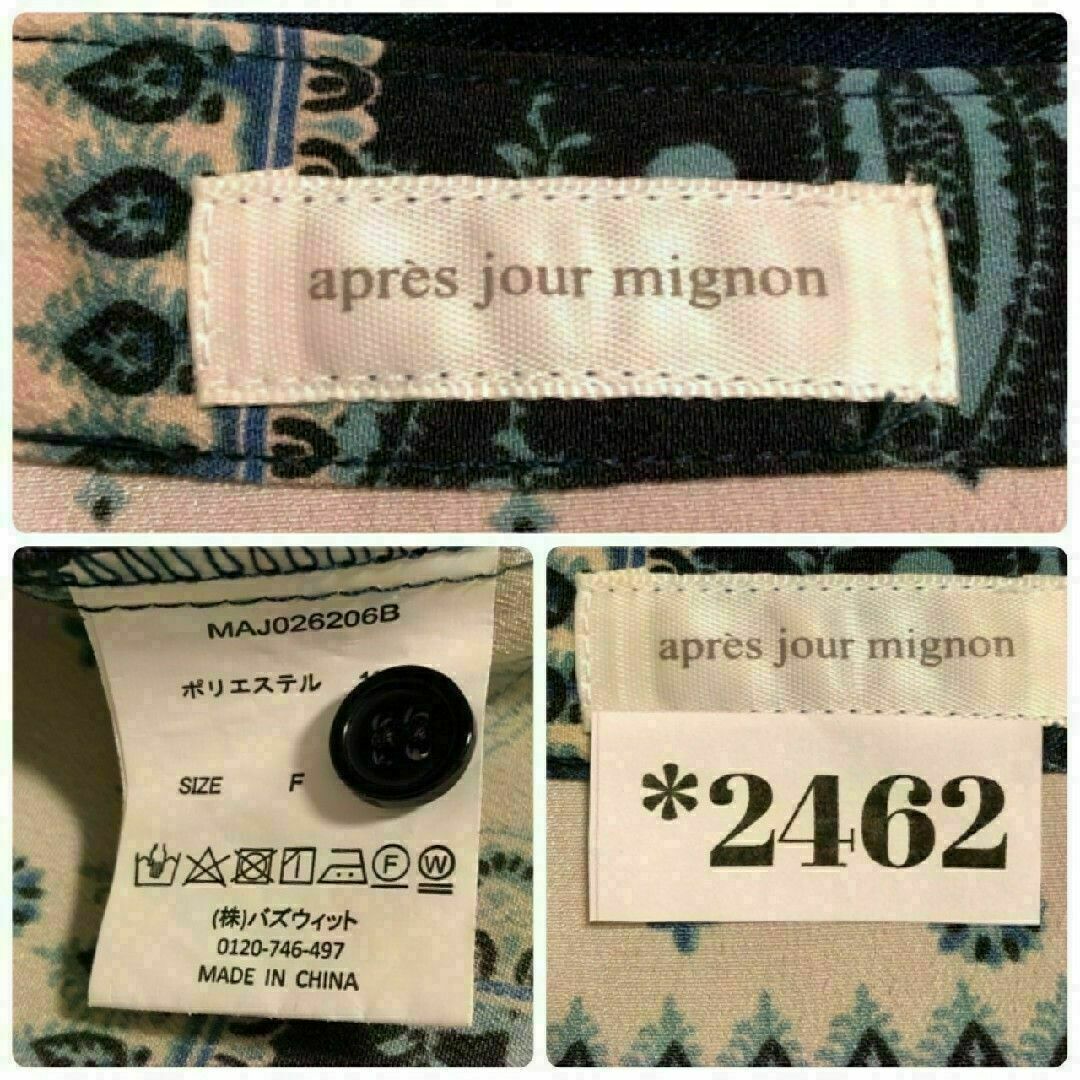 après jour mignon
MAJ026206B
ポリエステル
SIZE F
F W
(株)バズウィット
0120-746-497
MADE IN CHINA
après jour mignon
*2462